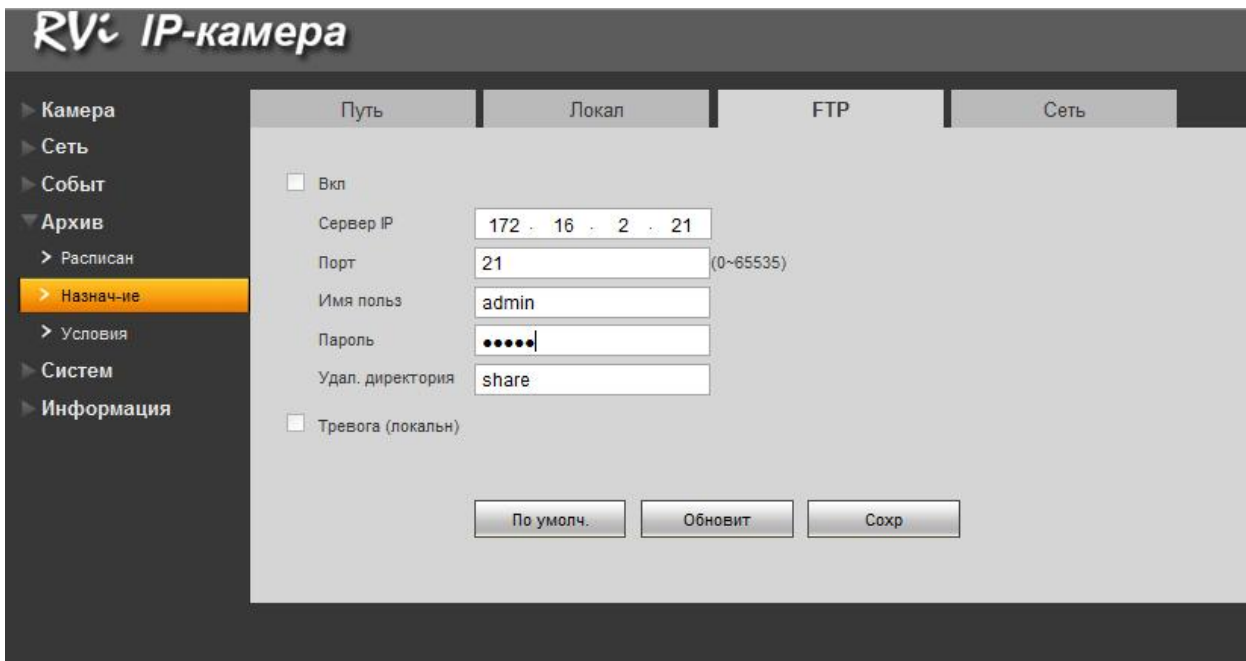 RVi IP-камера
Камера
Сеть
Событ
Архив
Расписан
Назнач-ие
Условия
Систем
Информация
Путь Локал FTP Сеть
Вкл
Сервер IP 172 . 16 . 2 . 21
Порт 21 (0~65535)
Имя польз admin
Пароль •••••
Удал. директория share
Тревога (локальн)
По умолч. Обновит Сохр